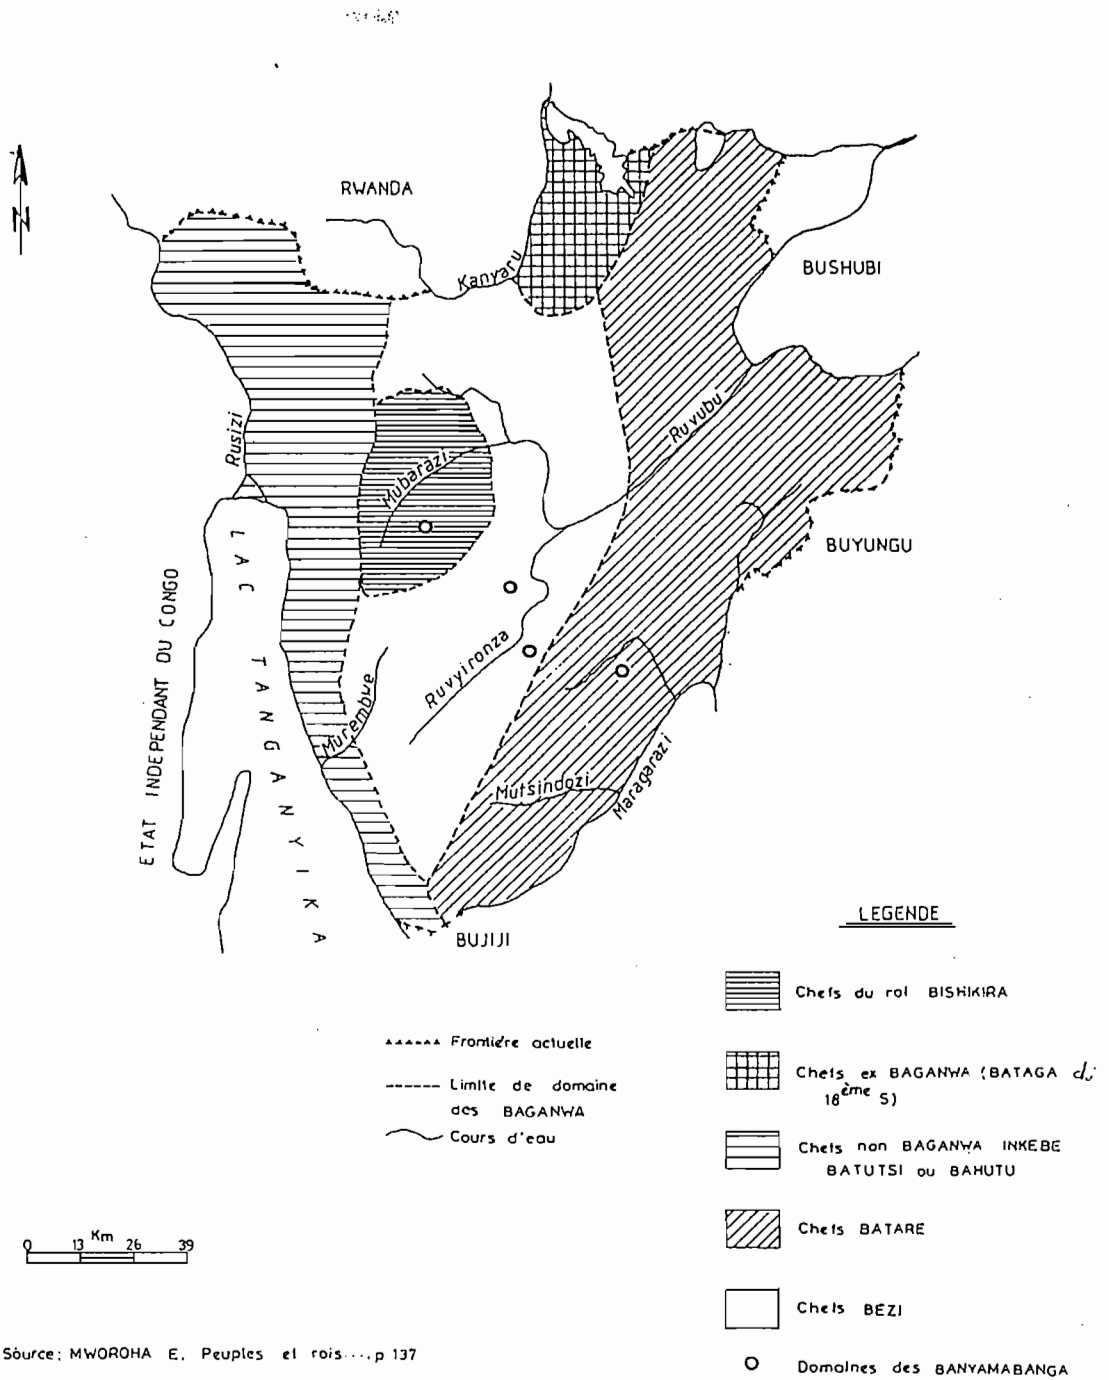 N
RWANDA
Kanyaru
BUSHUBI
Rusizi
Mubarazi
Ruvubu
BUYUNGU
LAC TANGANYIKA
ETAT INDEPENDANT DU CONGO
Ruvyironza
Murembwe
Mutsindozi
Maragarazi
BUJIJI
LEGENDE
Chefs du roi BISHIKIRA
Chefs ex BAGANWA (BATAGA du
18ème S)
Chefs non BAGANWA INKEBE
BATUTSI ou BAHUTU
Chefs BATARE
Chefs BEZI
Domaines des BANYAMABANGA
Frontière actuelle
Limite de domaine
des BAGANWA
Cours d'eau
Km
0 13 26 39
Source: MWOROHA E. Peuples et rois...., p 137